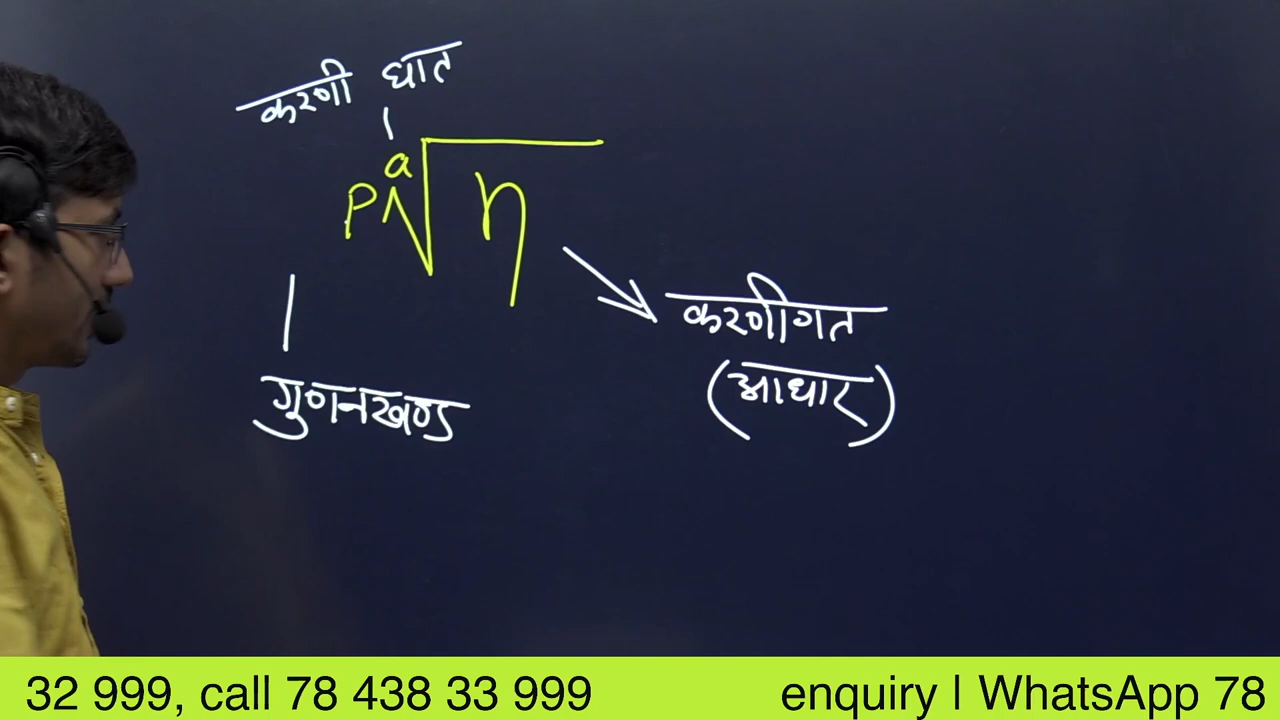 करणी घात
P ᵃ√n
करणीगत
(आधार)
गुणनखण्ड
32 999, call 78 438 33 999 enquiry | WhatsApp 78